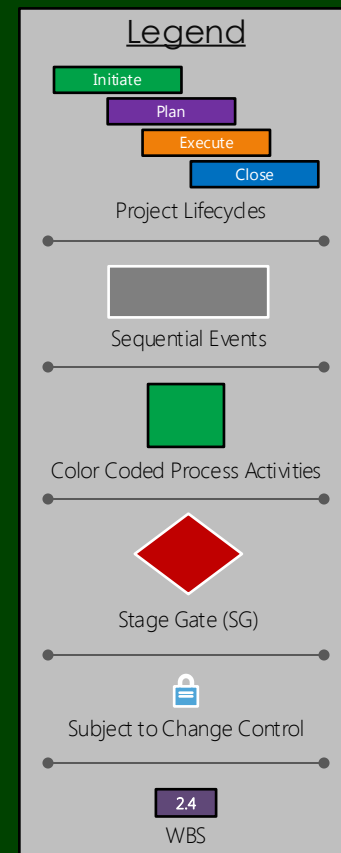 Legend
Initiate
Plan
Execute
Close
Project Lifecycles
Sequential Events
Color Coded Process Activities
Stage Gate (SG)
Subject to Change Control
2.4
WBS